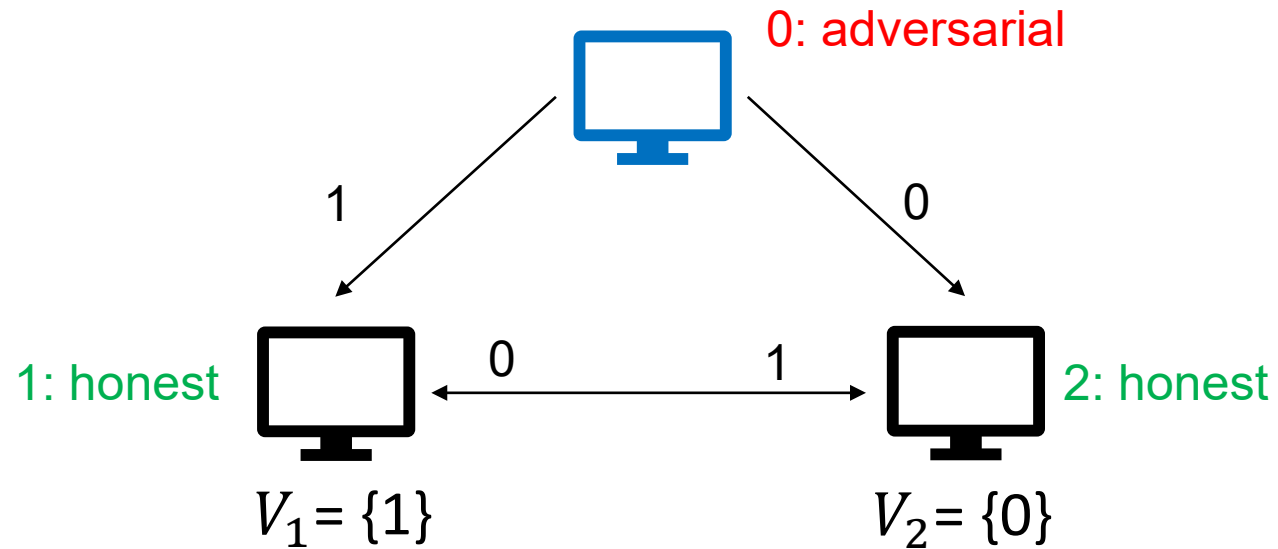 0: adversarial
1
0
1: honest
0
1
2: honest
V₁= {1}
V₂= {0}